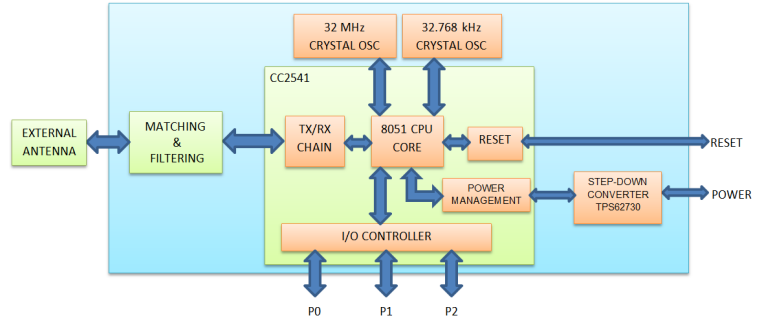 32 MHz
CRYSTAL OSC
32.768 kHz
CRYSTAL OSC
CC2541
EXTERNAL
ANTENNA
MATCHING
&
FILTERING
TX/RX
CHAIN
8051 CPU
CORE
RESET
RESET
POWER
MANAGEMENT
STEP-DOWN
CONVERTER
TPS62730
POWER
I/O CONTROLLER
P0
P1
P2